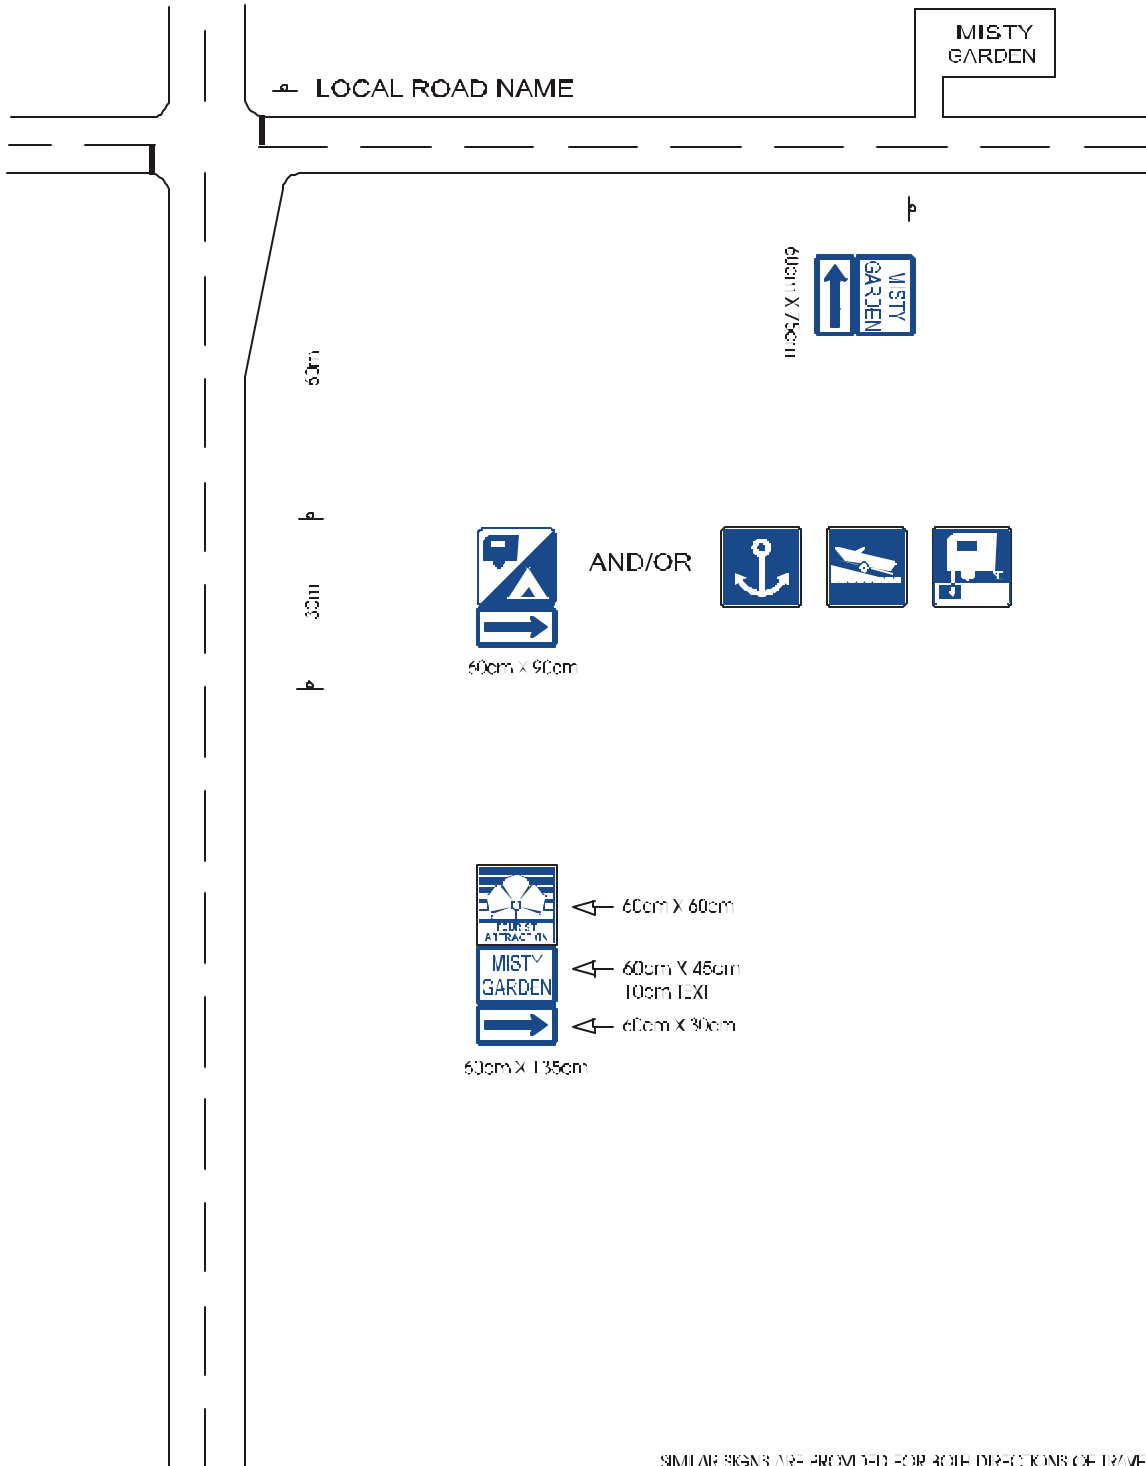 MISTY
GARDEN
LOCAL ROAD NAME
60cm X 75cm
MISTY
GARDEN
60m
30m
AND/OR
60cm X 90cm
TOURIST
ATTRACTION
60cm X 60cm
MISTY
GARDEN
60cm X 45cm
10cm TEXT
60cm X 30cm
60cm X 135cm
SIMILAR SIGNS ARE PROVIDED FOR BOTH DIRECTIONS OF TRAVE